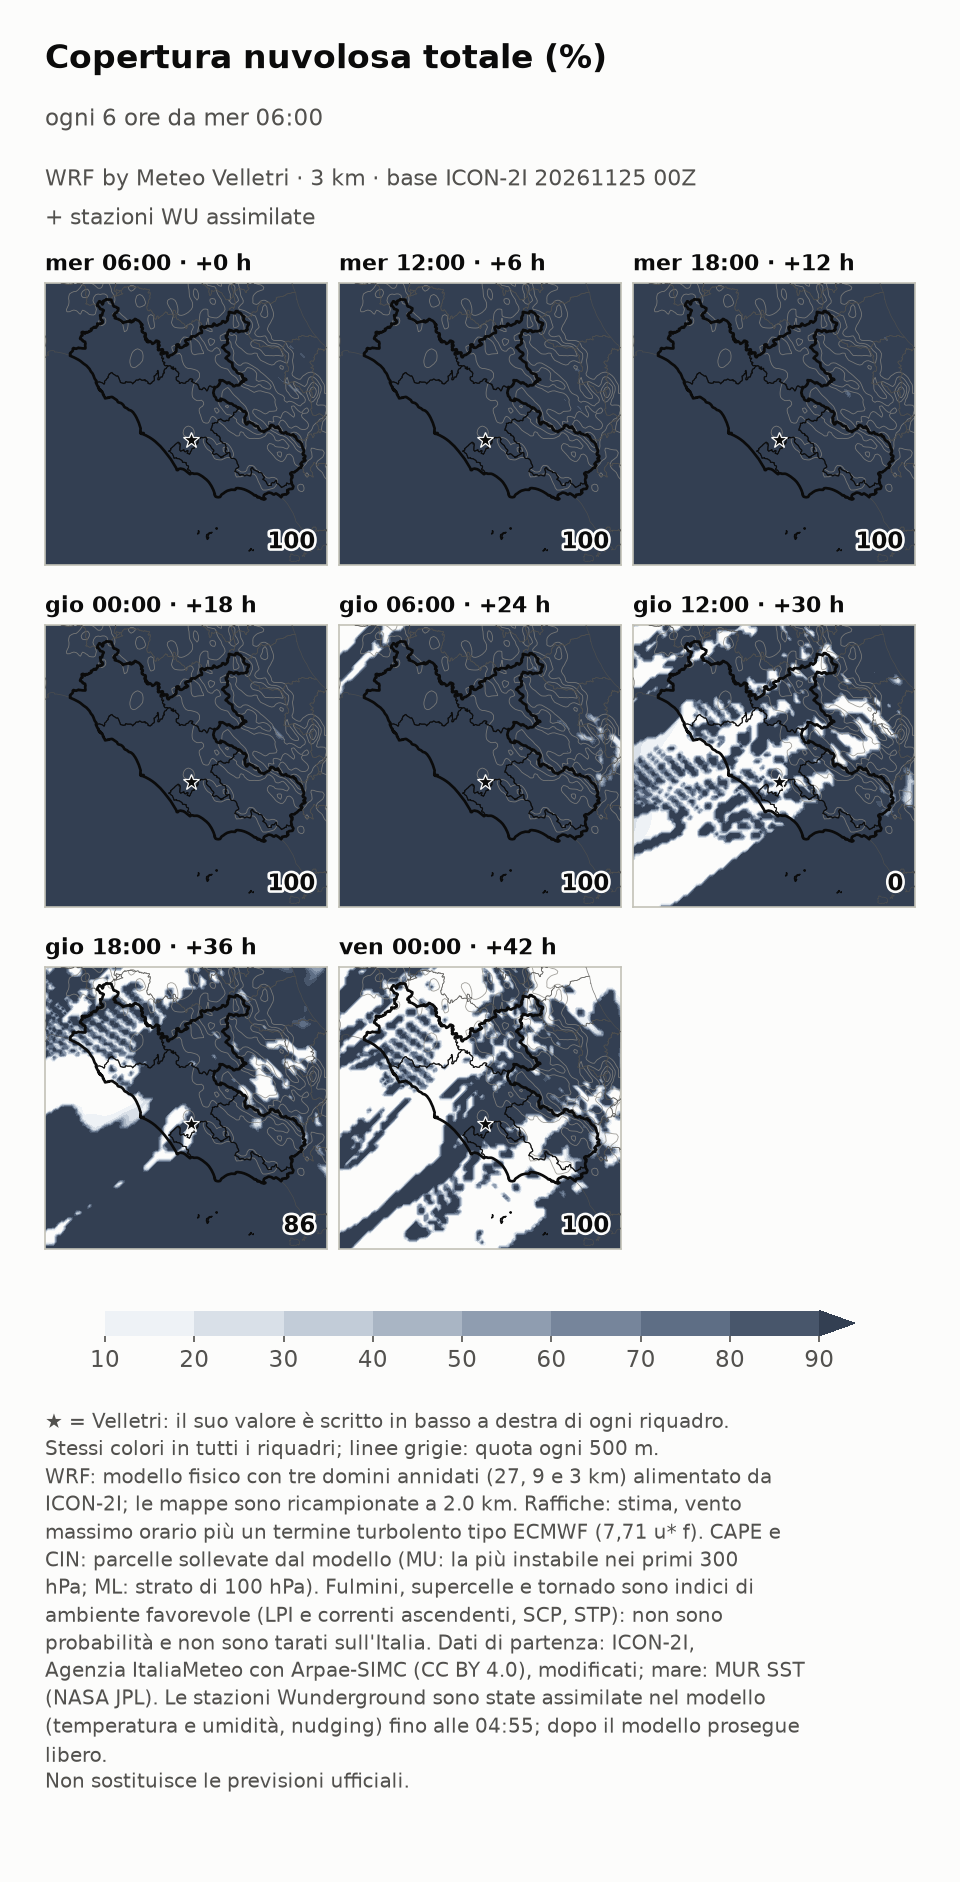 Copertura nuvolosa totale (%)
ogni 6 ore da mer 06:00
WRF by Meteo Velletri · 3 km · base ICON-2I 20261125 00Z
+ stazioni WU assimilate
mer 06:00 · +0 h
mer 12:00 · +6 h
mer 18:00 · +12 h
100
100
100
gio 00:00 · +18 h
gio 06:00 · +24 h
gio 12:00 · +30 h
100
100
0
gio 18:00 · +36 h
ven 00:00 · +42 h
86
100
10 20 30 40 50 60 70 80 90
★ = Velletri: il suo valore è scritto in basso a destra di ogni riquadro.
Stessi colori in tutti i riquadri; linee grigie: quota ogni 500 m.
WRF: modello fisico con tre domini annidati (27, 9 e 3 km) alimentato da
ICON-2I; le mappe sono ricampionate a 2.0 km. Raffiche: stima, vento
massimo orario più un termine turbolento tipo ECMWF (7,71 u* f). CAPE e
CIN: parcelle sollevate dal modello (MU: la più instabile nei primi 300
hPa; ML: strato di 100 hPa). Fulmini, supercelle e tornado sono indici di
ambiente favorevole (LPI e correnti ascendenti, SCP, STP): non sono
probabilità e non sono tarati sull'Italia. Dati di partenza: ICON-2I,
Agenzia ItaliaMeteo con Arpae-SIMC (CC BY 4.0), modificati; mare: MUR SST
(NASA JPL). Le stazioni Wunderground sono state assimilate nel modello
(temperatura e umidità, nudging) fino alle 04:55; dopo il modello prosegue
libero.
Non sostituisce le previsioni ufficiali.